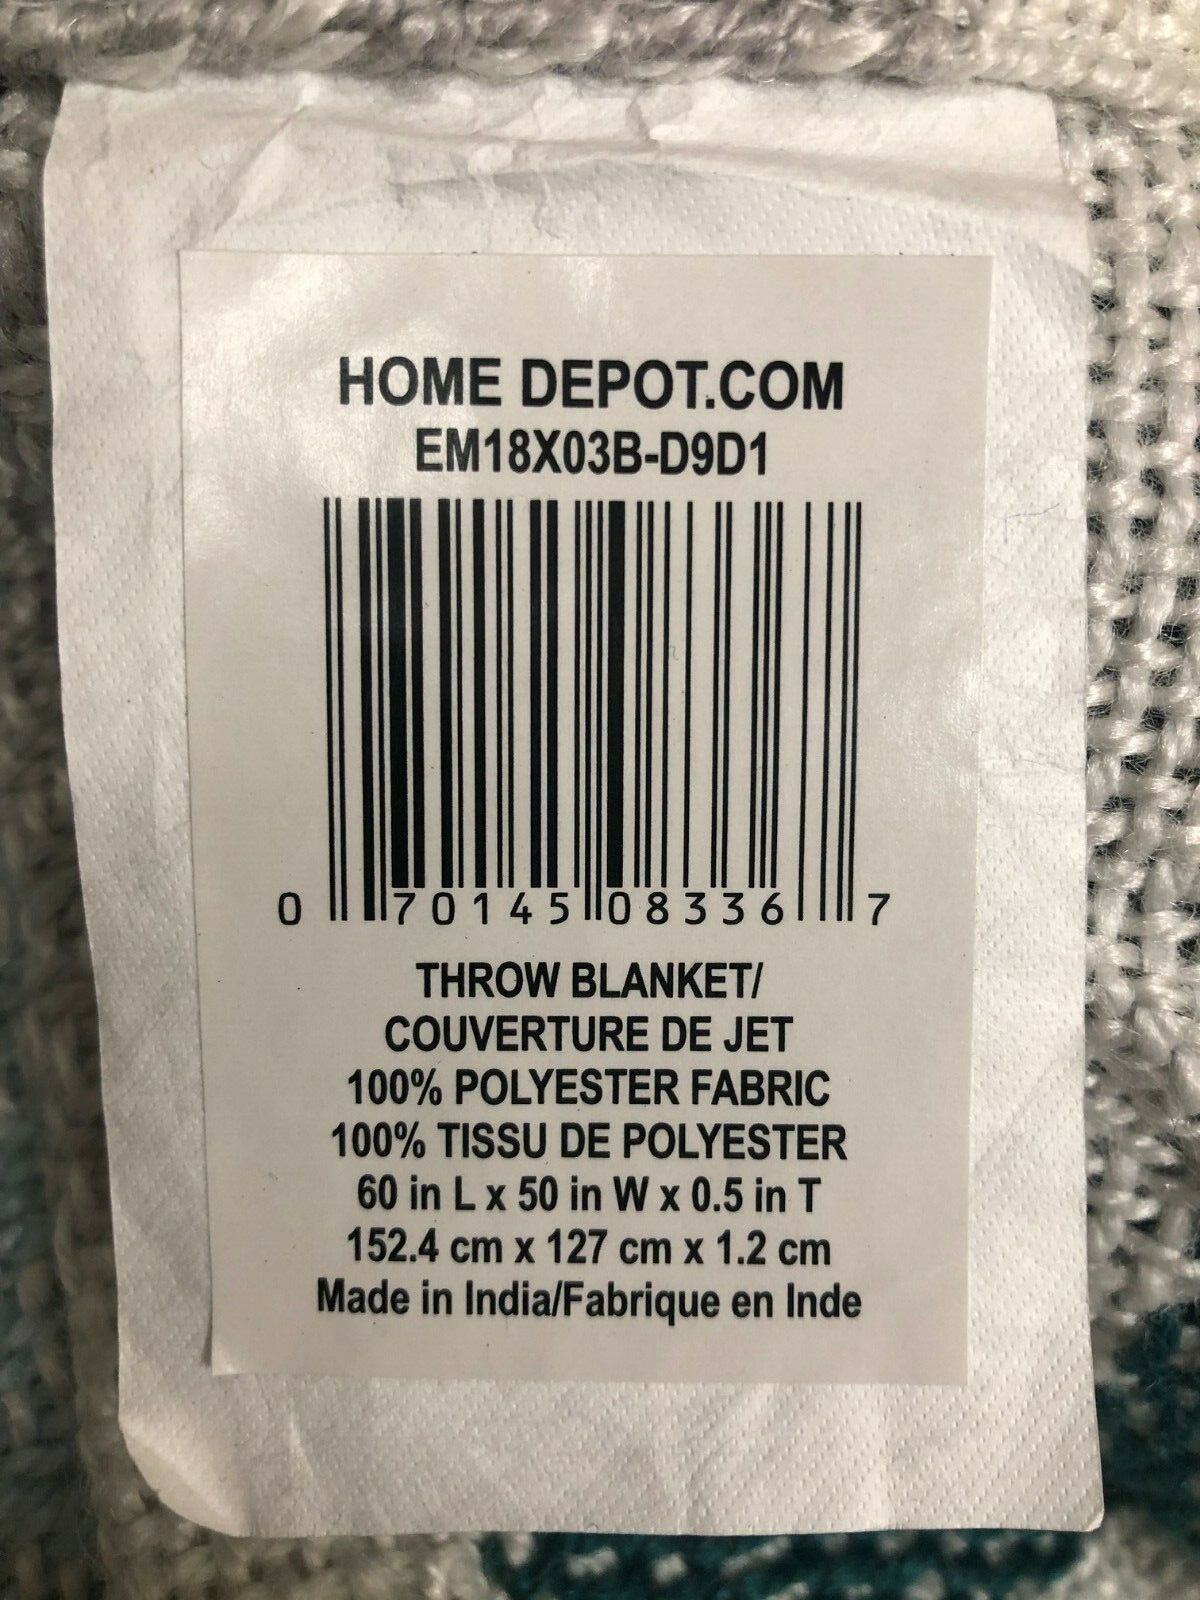 HOME DEPOT.COM
EM18X03B-D9D1
0 70145 08336 7
THROW BLANKET/
COUVERTURE DE JET
100% POLYESTER FABRIC
100% TISSU DE POLYESTER
60 in L x 50 in W x 0.5 in T
152.4 cm x 127 cm x 1.2 cm
Made in India/Fabrique en Inde